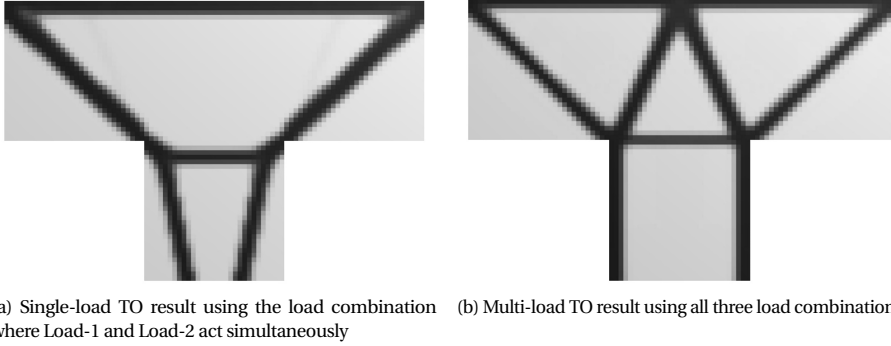 a) Single-load TO result using the load combination
where Load-1 and Load-2 act simultaneously
(b) Multi-load TO result using all three load combination